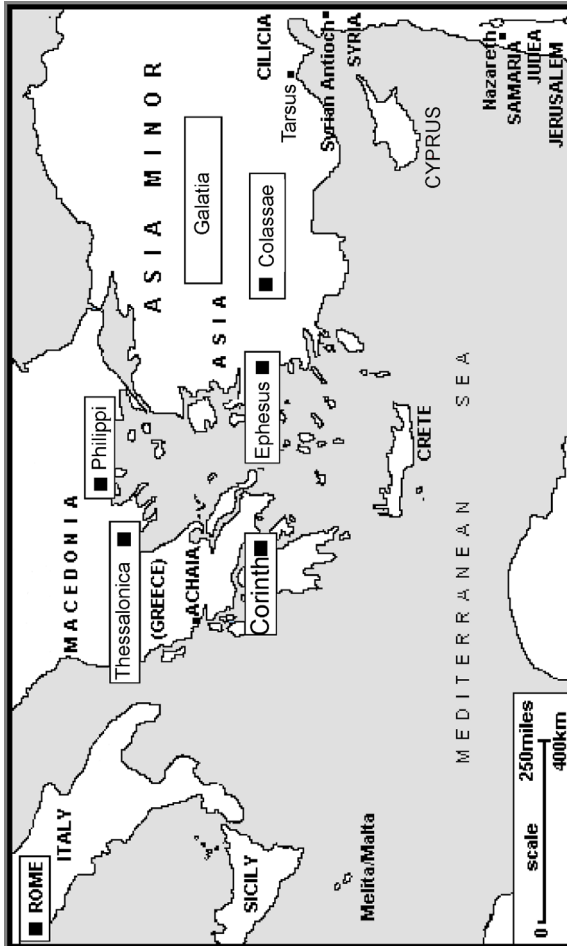 ROME
ITALY
SICILY
Melita/Malta
MACEDONIA
Thessalonica
Philippi
(GREECE)
ACHAIA
Corinth
ASIA MINOR
Galatia
ASIA
Ephesus
Colassae
CILICIA
Tarsus
Syrian Antioch
SYRIA
CYPRUS
CRETE
MEDITERRANEAN SEA
Nazareth
SAMARIA
JUDEA
JERUSALEM
0 scale 250miles
400km